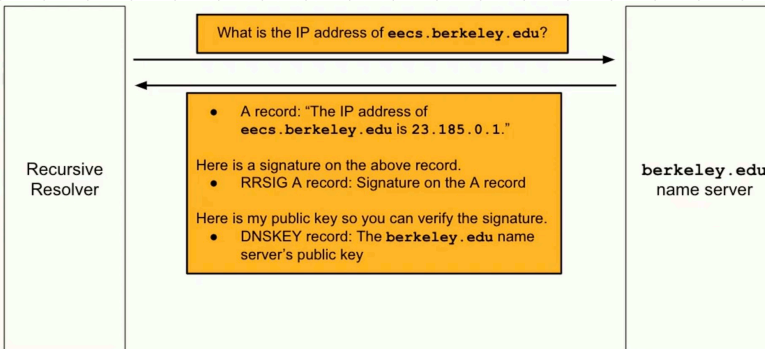 What is the IP address of eecs.berkeley.edu?
• A record: “The IP address of
eecs.berkeley.edu is 23.185.0.1.”
Here is a signature on the above record.
• RRSIG A record: Signature on the A record
Here is my public key so you can verify the signature.
• DNSKEY record: The berkeley.edu name
server’s public key
Recursive
Resolver
berkeley.edu
name server